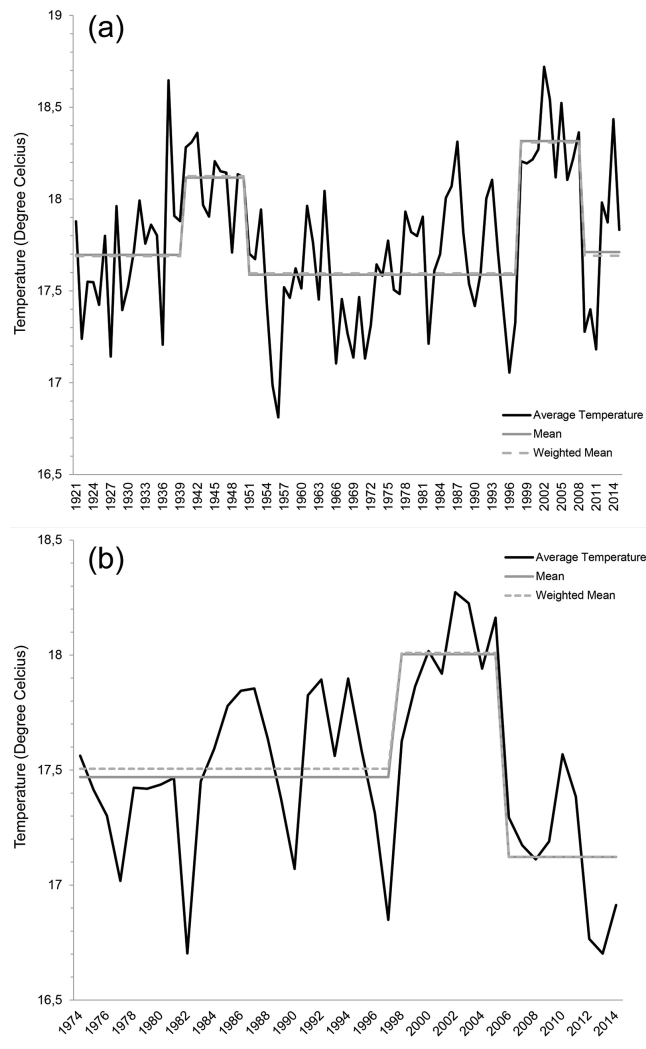 (a)
19
18,5
18
17,5
17
16,5
Temperature (Degree Celcius)
Average Temperature
Mean
Weighted Mean
1921 1924 1927 1930 1933 1936 1939 1942 1945 1948 1951 1954 1957 1960 1963 1966 1969 1972 1975 1978 1981 1984 1987 1990 1993 1996 1999 2002 2005 2008 2011 2014
(b)
18,5
18
17,5
17
16,5
Temperature (Degree Celcius)
Average Temperature
Mean
Weighted Mean
1974 1976 1978 1980 1982 1984 1986 1988 1990 1992 1994 1996 1998 2000 2002 2004 2006 2008 2010 2012 2014